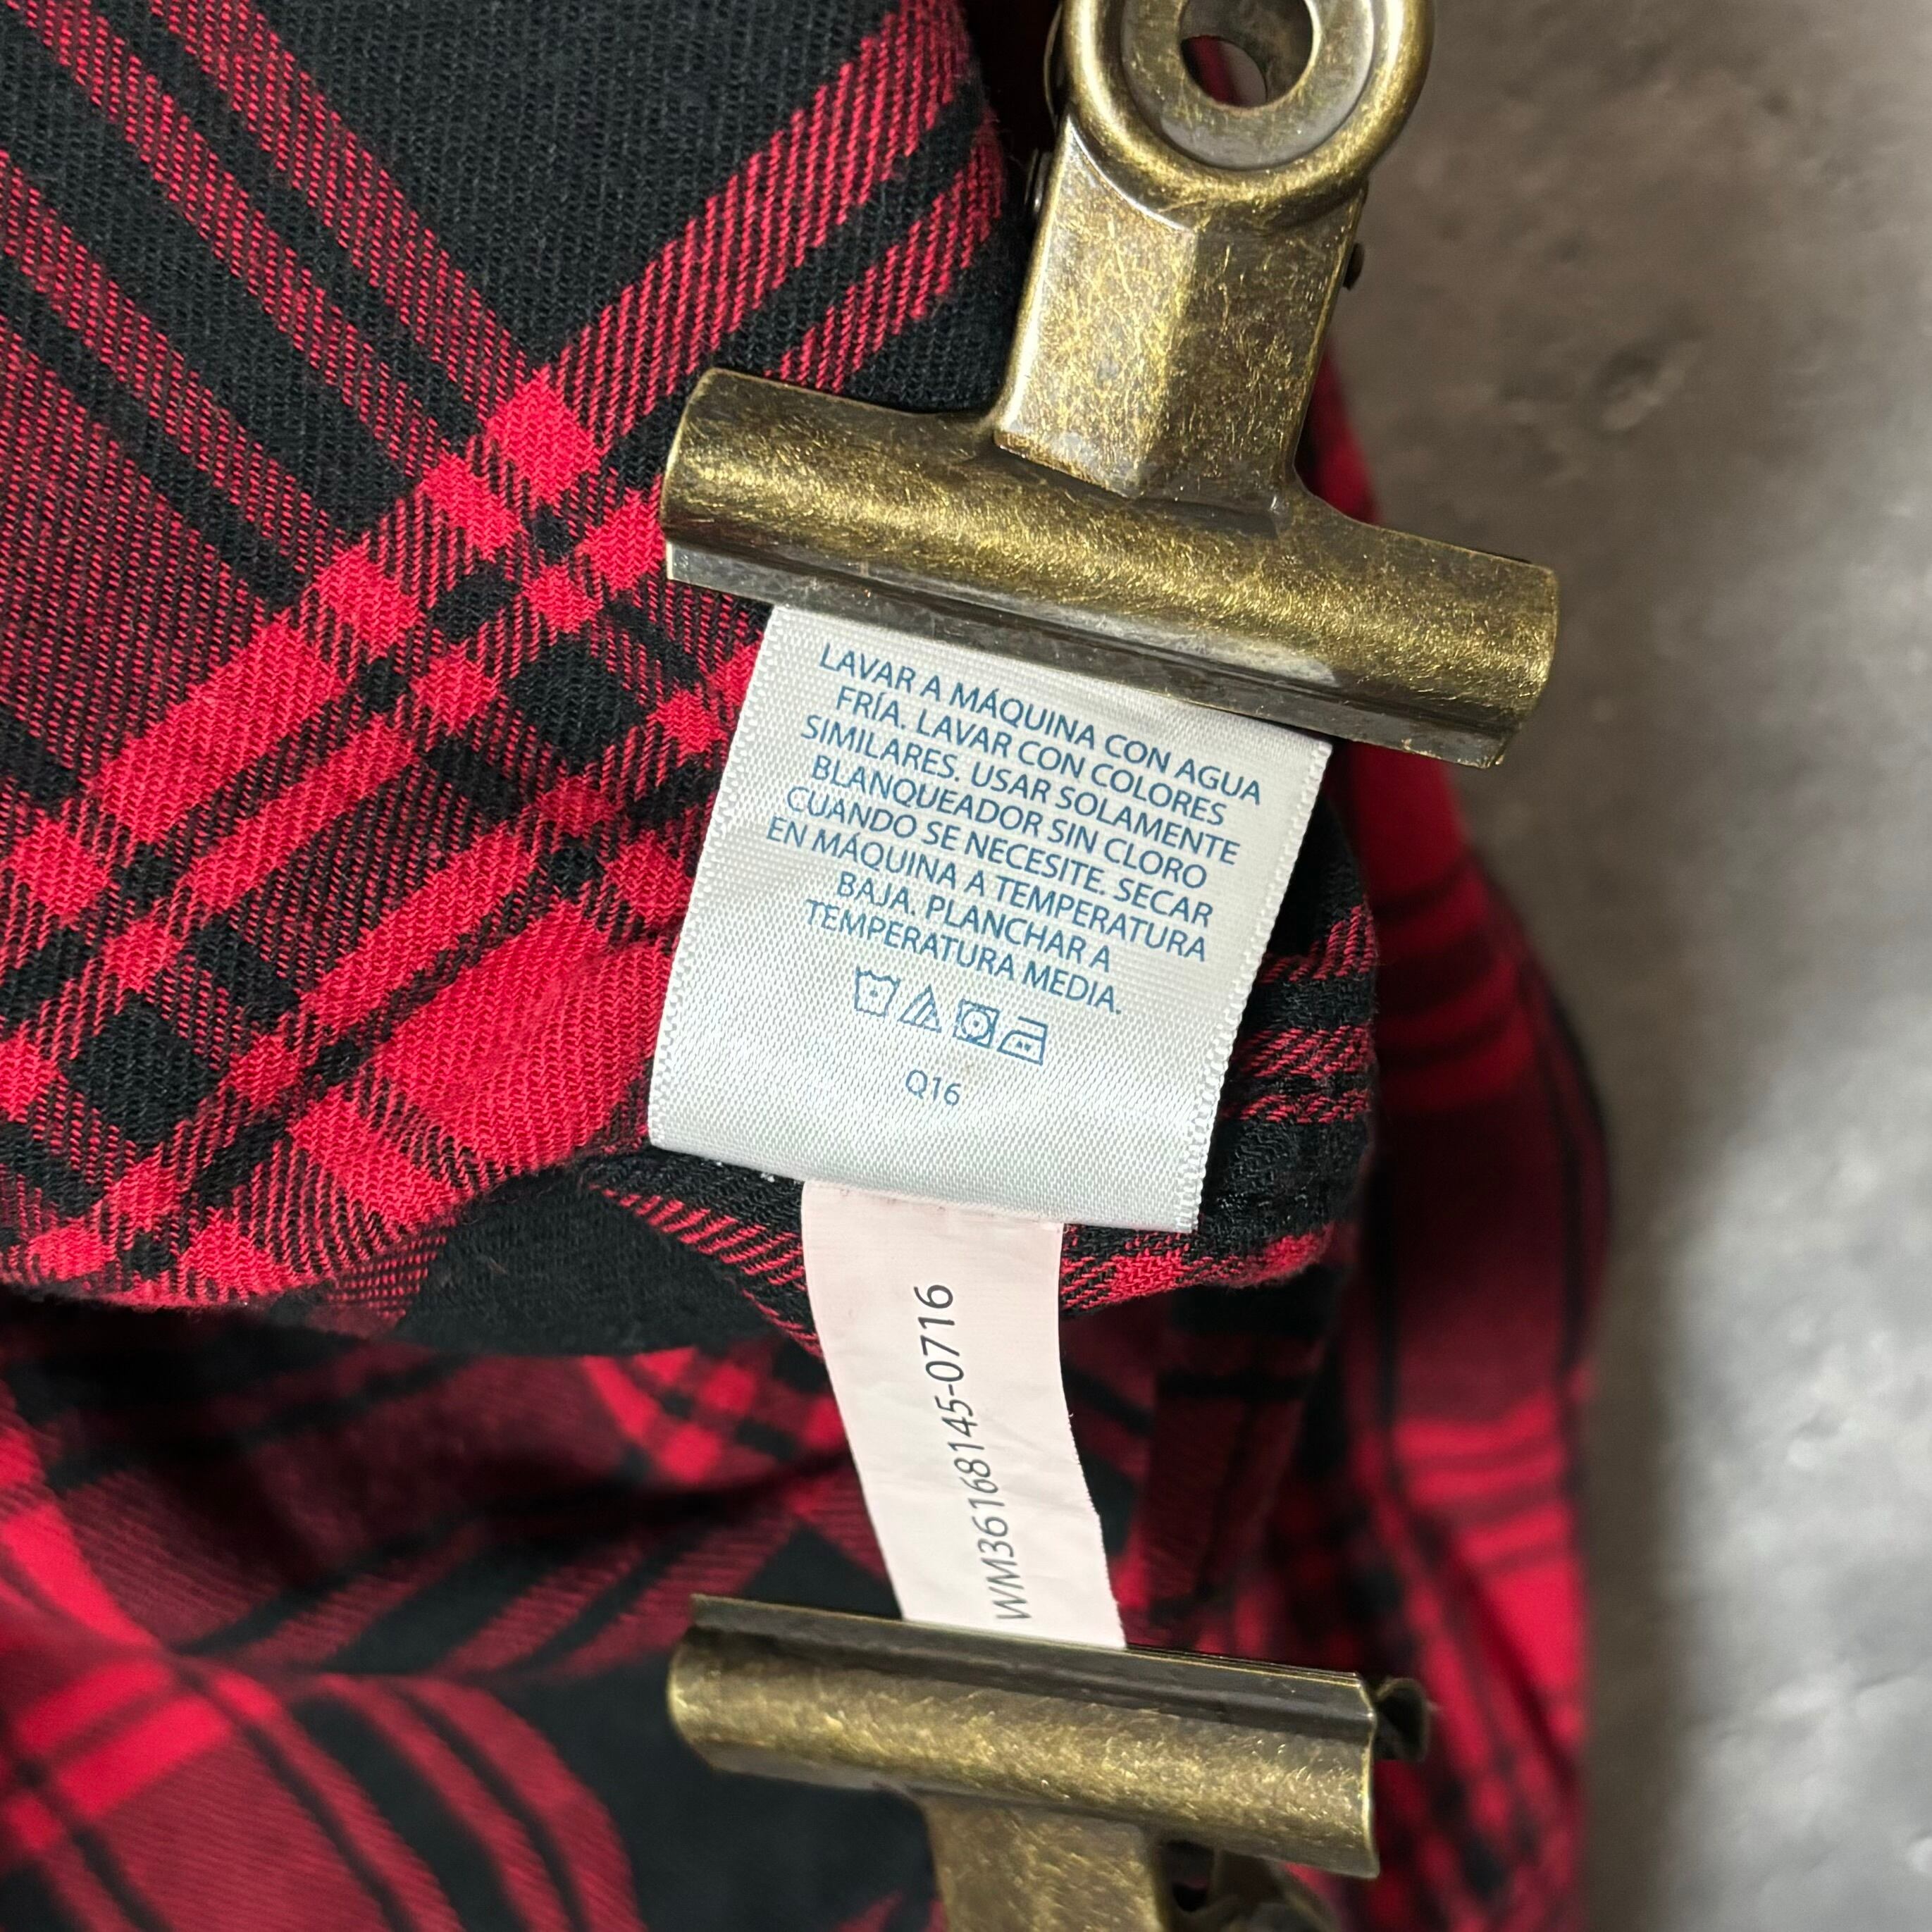 LAVAR A MÁQUINA CON AGUA
FRÍA. LAVAR CON COLORES
SIMILARES. USAR SOLAMENTE
BLANQUEADOR SIN CLORO
CUANDO SE NECESITE. SECAR
EN MÁQUINA A TEMPERATURA
BAJA. PLANCHAR A
TEMPERATURA MEDIA.
Q16
WM36168145-0716